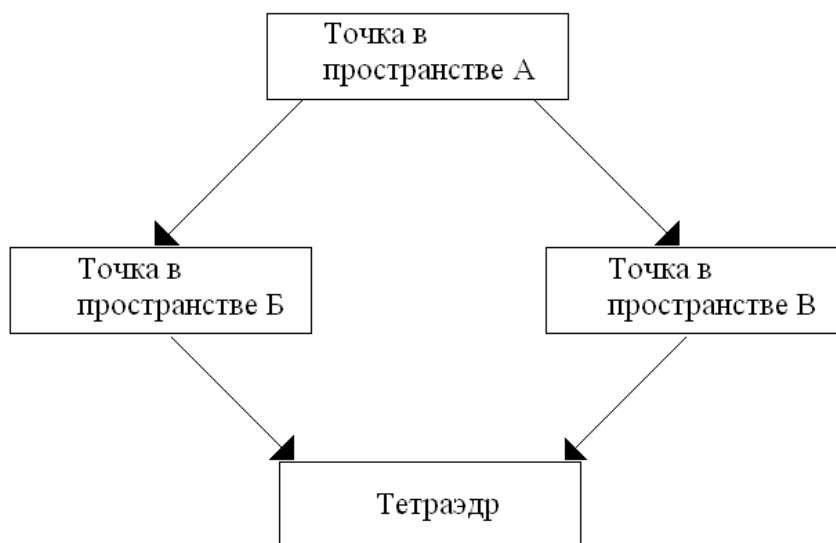 Точка в
пространстве А
Точка в
пространстве Б
Точка в
пространстве В
Тетраэдр